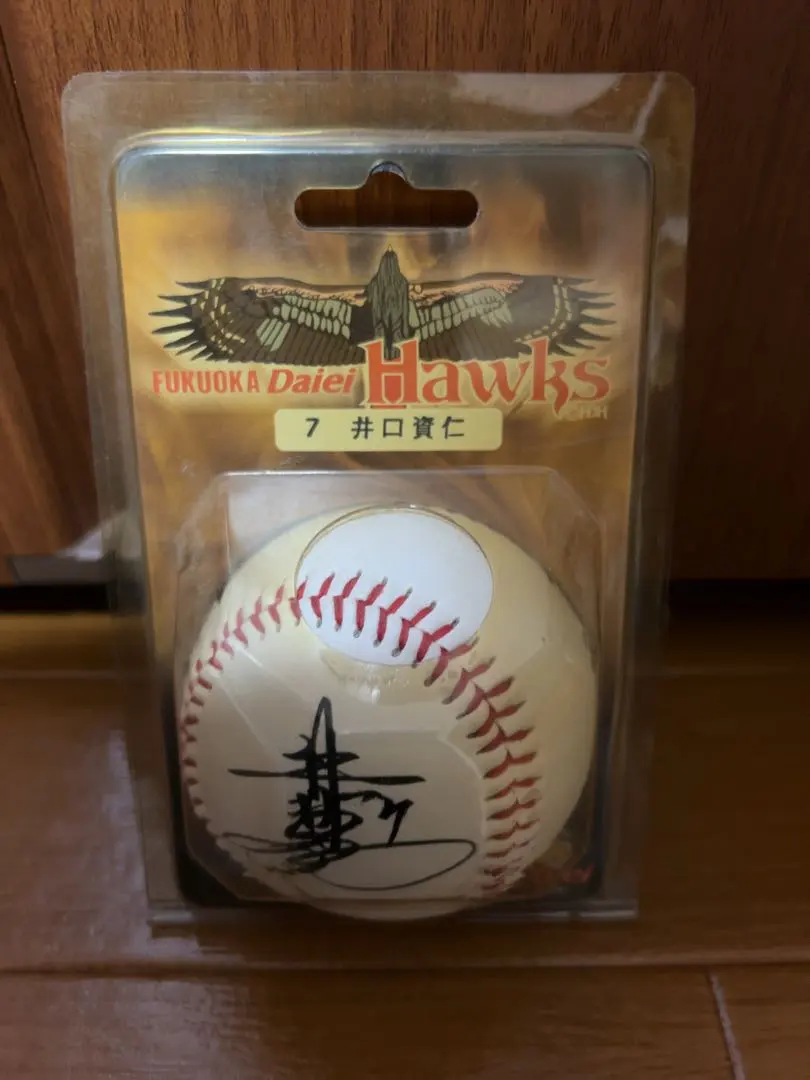 FUKUOKA Daiei Hawks
7 井口資仁